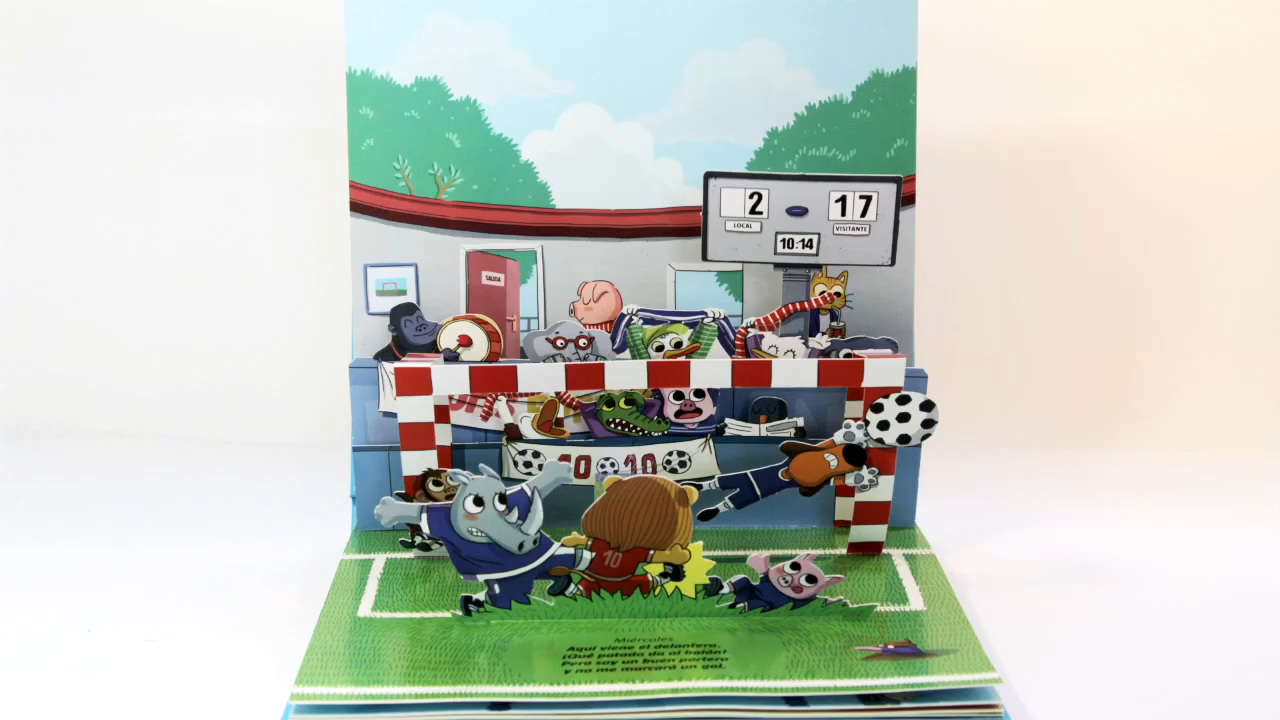 2 17
LOCAL VISITANTE
10:14
SALIDA
10 10
10
Miércoles
Aquí viene el delantero.
¡Qué patada da al balón!
Pero soy un buen portero
y no me marcará un gol.